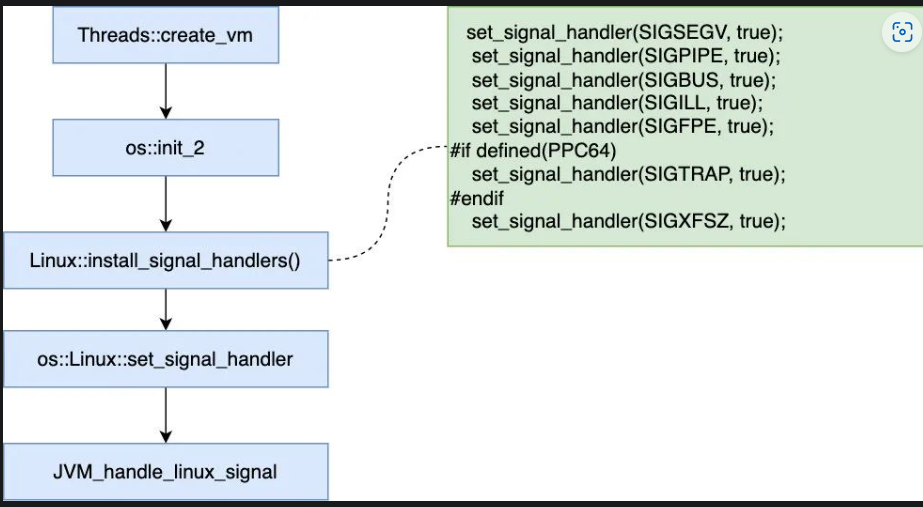 Threads::create_vm
os::init_2
Linux::install_signal_handlers()
os::Linux::set_signal_handler
JVM_handle_linux_signal
set_signal_handler(SIGSEGV, true);
set_signal_handler(SIGPIPE, true);
set_signal_handler(SIGBUS, true);
set_signal_handler(SIGILL, true);
set_signal_handler(SIGFPE, true);
#if defined(PPC64)
set_signal_handler(SIGTRAP, true);
#endif
set_signal_handler(SIGXFSZ, true);